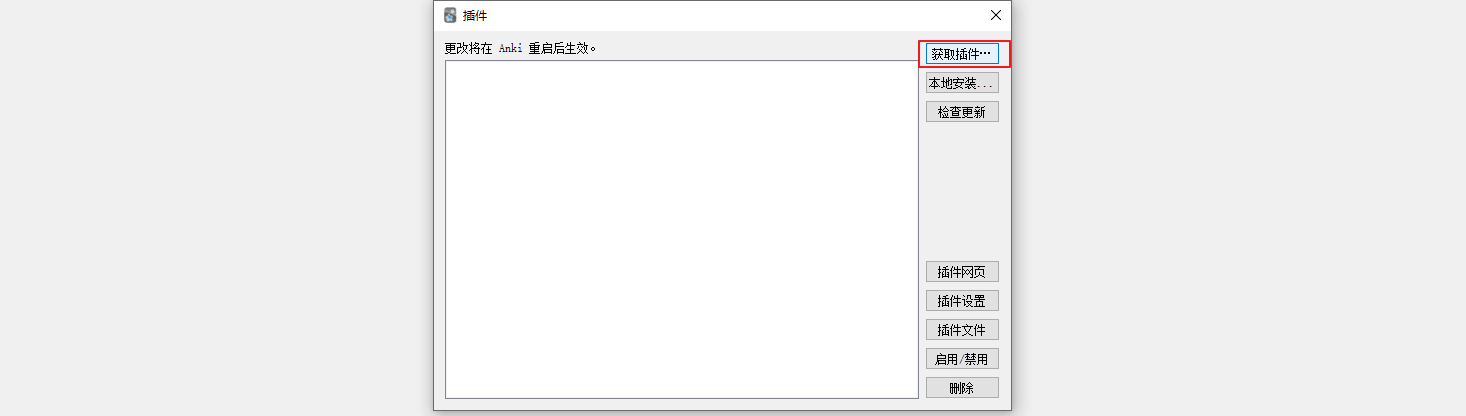 插件
更改将在 Anki 重启后生效。
获取插件…
本地安装...
检查更新
插件网页
插件设置
插件文件
启用/禁用
删除